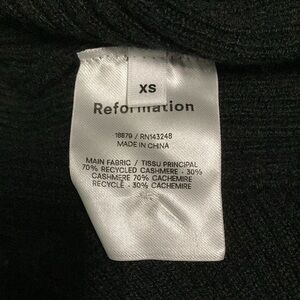 XS
Reformation
16879 / RN143248
MADE IN CHINA
MAIN FABRIC / TISSU PRINCIPAL
70% RECYCLED CASHMERE - 30%
CASHMERE 70% CACHEMIRE
RECYCLÉ - 30% CACHEMIRE